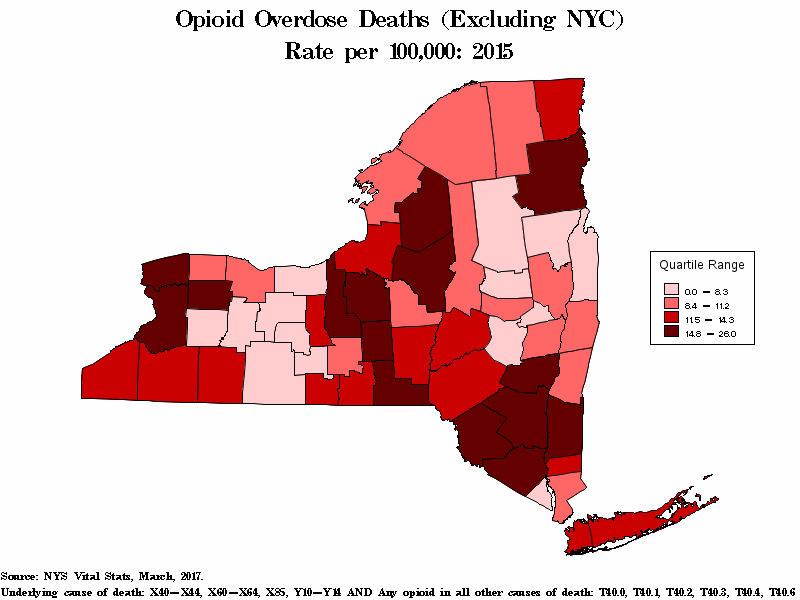 Opioid Overdose Deaths (Excluding NYC)
Rate per 100,000: 2015
Quartile Range
0.0 - 8.3
8.4 - 11.2
11.5 - 14.3
14.8 - 26.0
Source: NYS Vital Stats, March, 2017.
Underlying cause of death: X40-X44, X60-X64, X85, Y10-Y14 AND Any opioid in all other causes of death: T40.0, T40.1, T40.2, T40.3, T40.4, T40.6